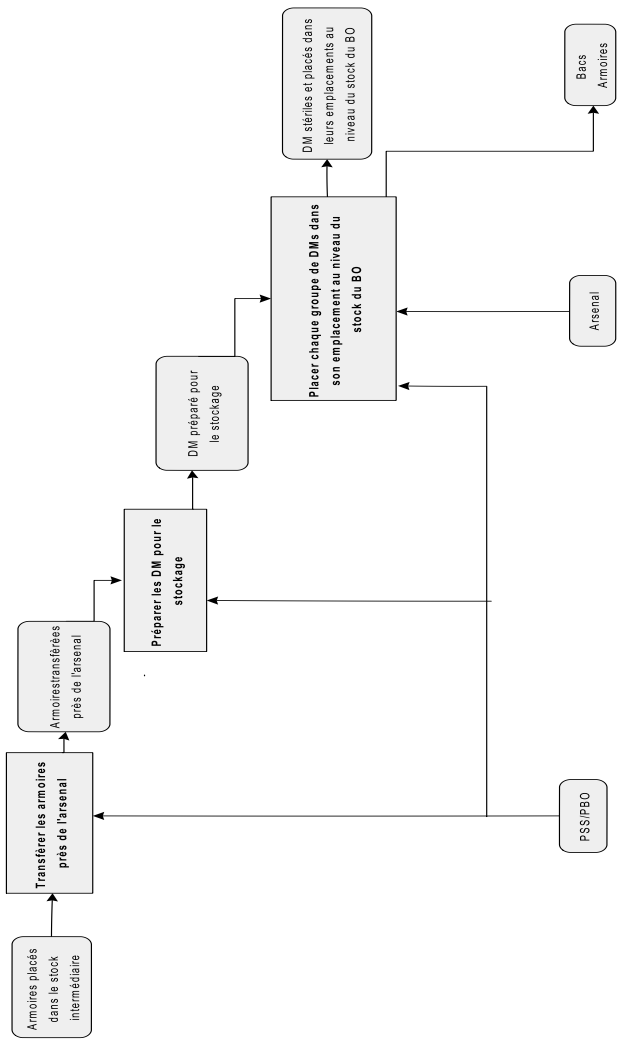 Armoires placés
dans le stock
intermédiaire
Transfèrer les armoires
près de l'arsenal
Armoirestransférées
près de l'arsenal
Préparer les DM pour le
stockage
DM préparé pour
le stockage
Placer chaque groupe de DMs dans
son emplacement au niveau du
stock du BO
DM stériles et placés dans
leurs emplacements au
niveau du stock du BO
PSS/PBO
Arsenal
Bacs
Armoires